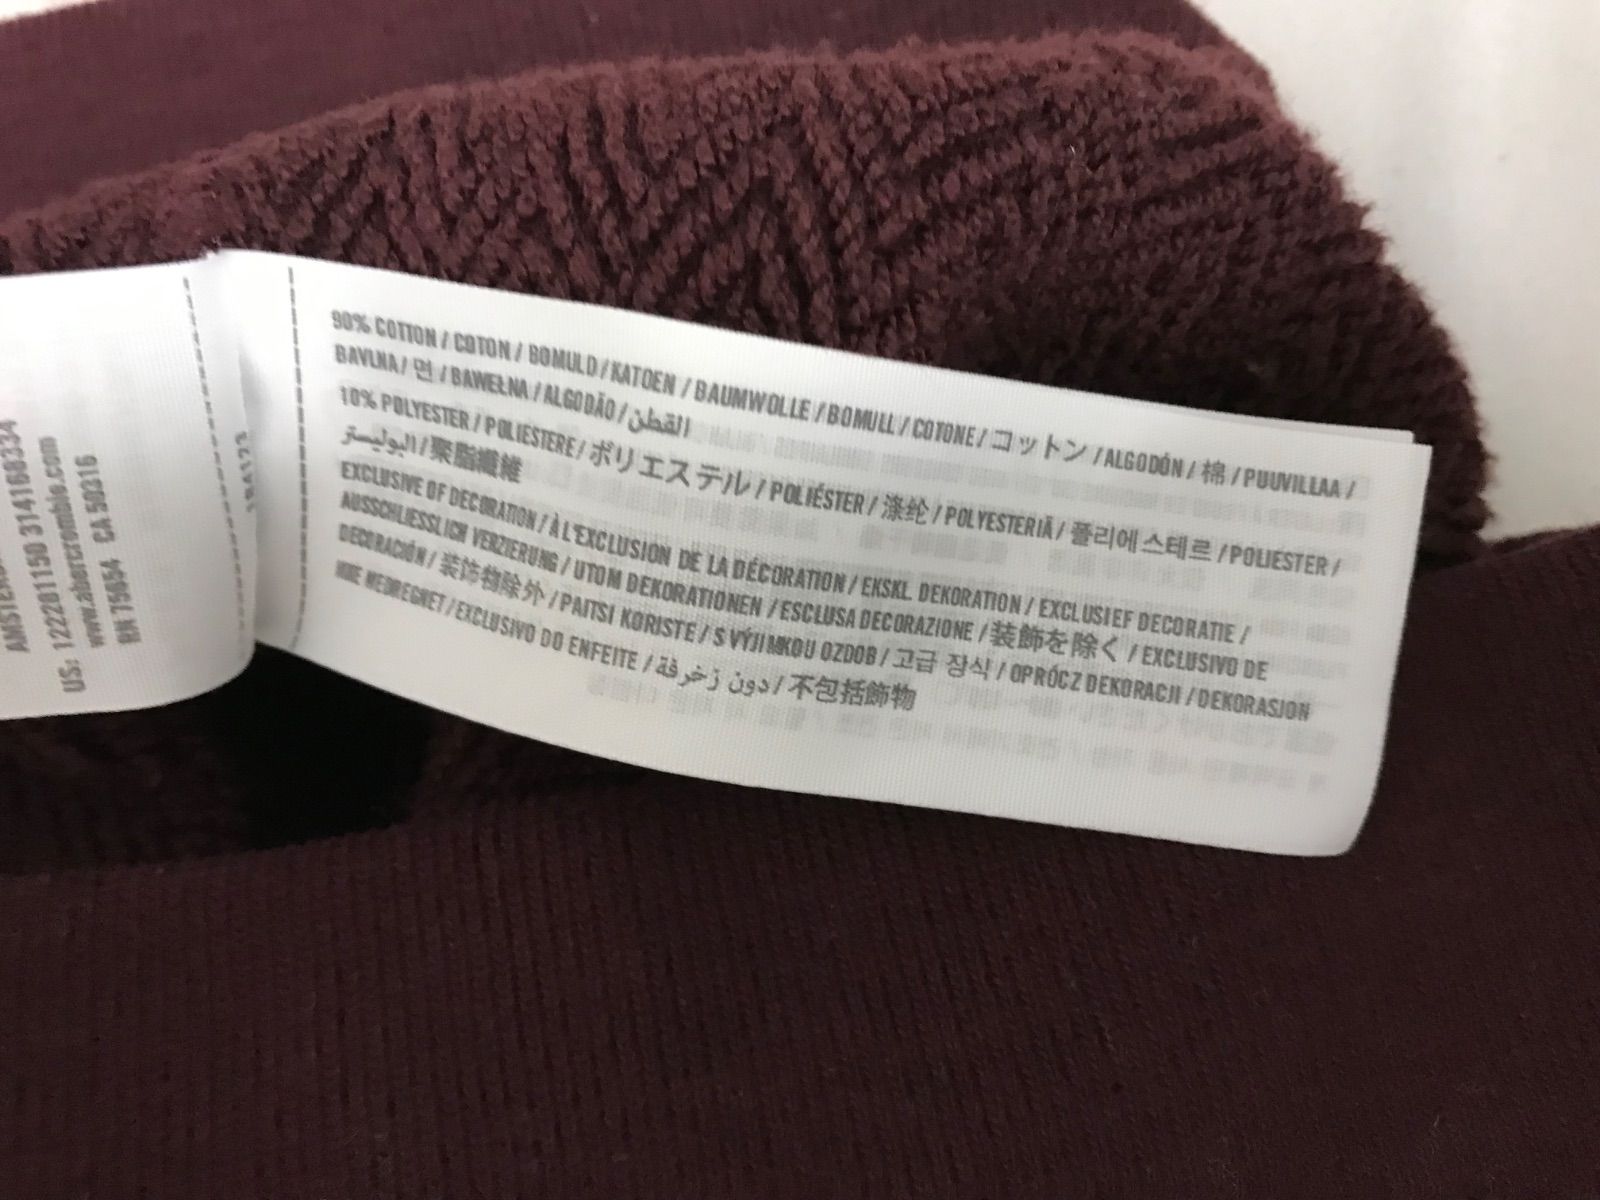 AMSTERD
31416833 4
US: 1222011150
www.abercrombie.com
RN 75654 CA 50316
90% COTTON / COTON / BOMULD / KATOEN / BAUMWOLLE / BOMULL / COTONE / コットン / ALGODÓN / 棉 / PUUVILLAA /
BAVLNA / 면 / BAWEŁNA / ALGODÃO / القطن
10% POLYESTER / POLIESTERE / ポリエステル / POLIÉSTER / 涤纶 / POLYESTERIÄ / 폴리에스테르 / POLIESTER /
البوليستر / 聚脂纖維
EXCLUSIVE OF DECORATION / À L'EXCLUSION DE LA DÉCORATION / EKSKL. DEKORATION / EXCLUSIEF DECORATIE /
AUSSCHLIESSLICH VERZIERUNG / UTOM DEKORATIONEN / ESCLUSA DECORAZIONE / 装飾を除く / EXCLUSIVO DE
DECORACIÓN / 装饰物除外 / PAITSI KORISTE / S VÝJIMKOU OZDOB / 고급 장식 / OPRÓCZ DEKORACJI / DEKORASJON
IKKE MEDREGNET / EXCLUSIVO DO ENFEITE / دون زخرفة / 不包括飾物